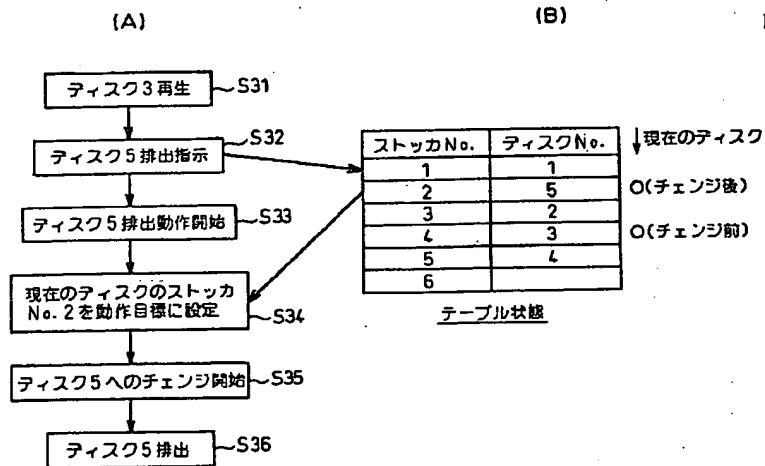 (A)
ディスク3再生
S31
ディスク5排出指示
S32
ディスク5排出動作開始
S33
現在のディスクのストッカ
No.2を動作目標に設定
S34
ディスク5へのチェンジ開始
S35
ディスク5排出
S36
(B)
ストッカNo. ディスクNo. ↓現在のディスク
1 1
2 5 O(チェンジ後)
3 2
4 3 O(チェンジ前)
5 4
6
テーブル状態